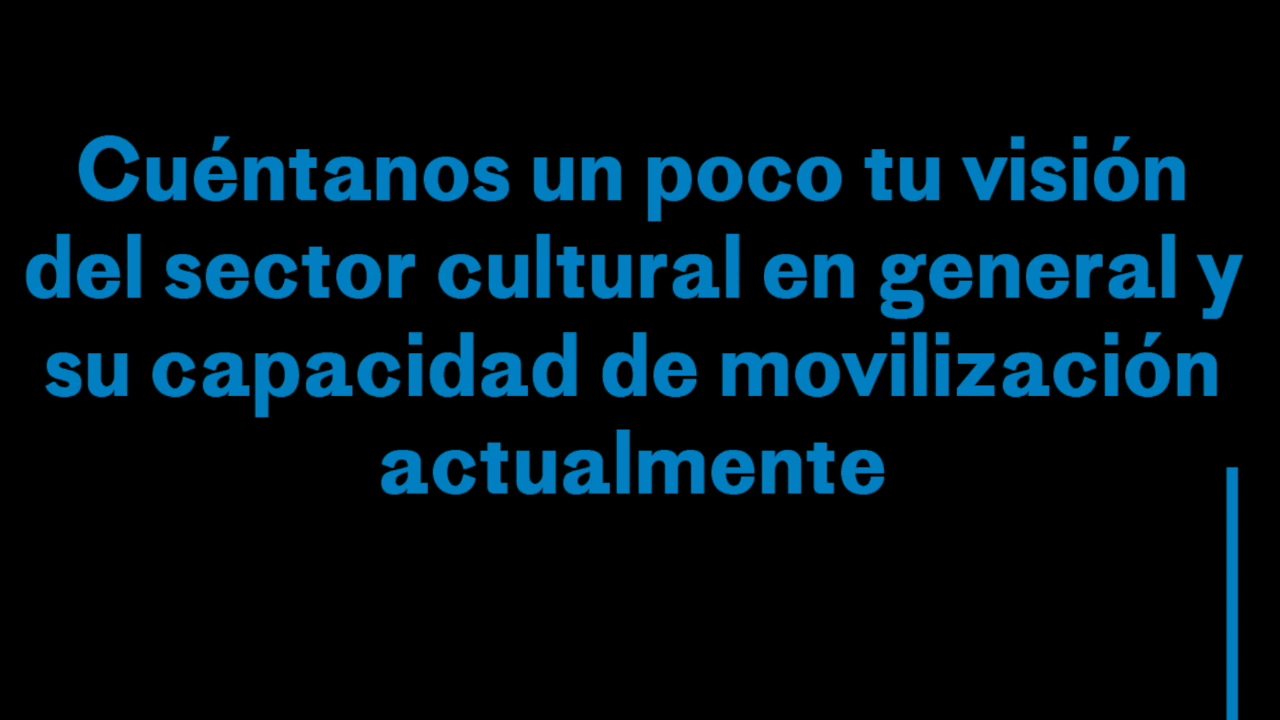 Cuéntanos un poco tu visión
del sector cultural en general y
su capacidad de movilización
actualmente